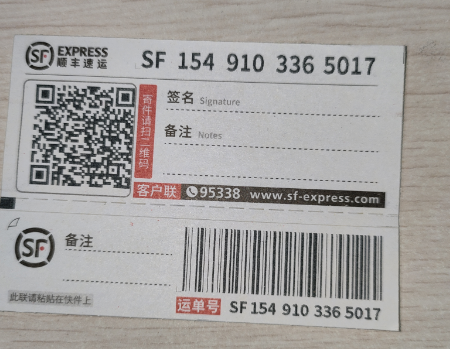 SF EXPRESS
顺丰速运
SF 154 910 336 5017
寄件请扫二维码
签名 Signature
备注 Notes
客户联 95338 www.sf-express.com
SF 备注
此联请粘贴在快件上
运单号 SF 154 910 336 5017